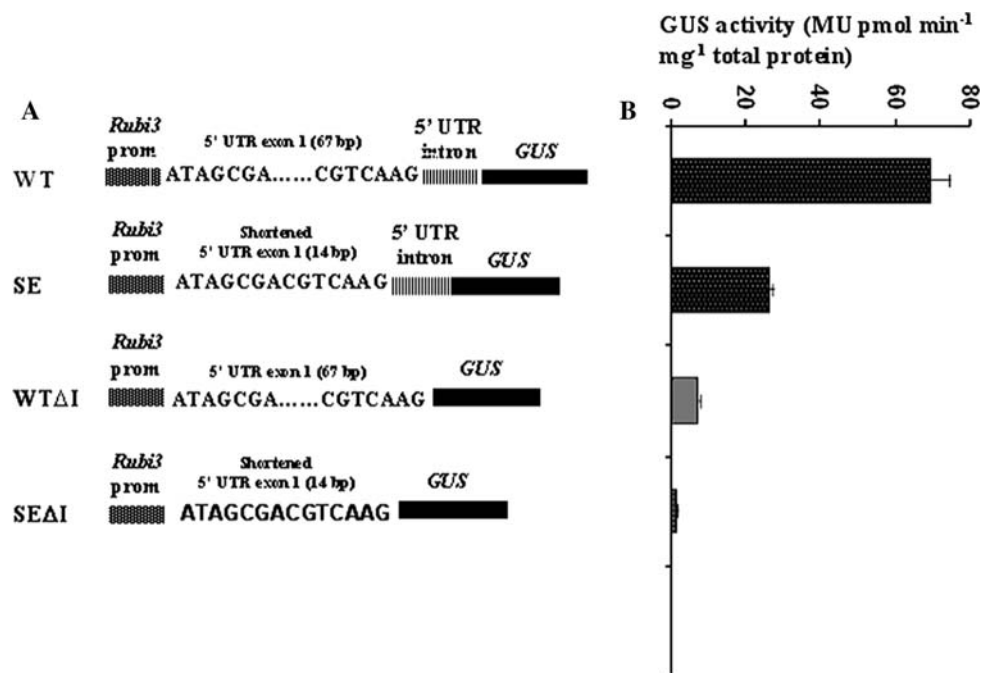 GUS activity (MU pmol min-1
mg1 total protein)
0 20 40 60 80
A
B
Rubi3
prom
5' UTR exon 1 (67 bp)
5' UTR
intron
GUS
WT
ATAGCGA......CGTCAAG
Rubi3
prom
Shortened
5' UTR exon 1 (14 bp)
5' UTR
intron
GUS
SE
ATAGCGACGTCAAG
Rubi3
prom
5' UTR exon 1 (67 bp)
GUS
WTΔI
ATAGCGA......CGTCAAG
Rubi3
prom
Shortened
5' UTR exon 1 (14 bp)
GUS
SEΔI
ATAGCGACGTCAAG